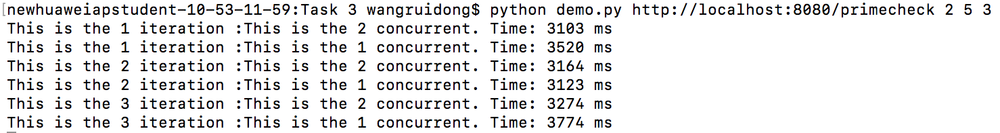 [newhuaweiapstudent-10-53-11-59:Task 3 wangruidong$ python demo.py http://localhost:8080/primecheck 2 5 3
This is the 1 iteration :This is the 2 concurrent. Time: 3103 ms
This is the 1 iteration :This is the 1 concurrent. Time: 3520 ms
This is the 2 iteration :This is the 2 concurrent. Time: 3164 ms
This is the 2 iteration :This is the 1 concurrent. Time: 3123 ms
This is the 3 iteration :This is the 2 concurrent. Time: 3274 ms
This is the 3 iteration :This is the 1 concurrent. Time: 3774 ms